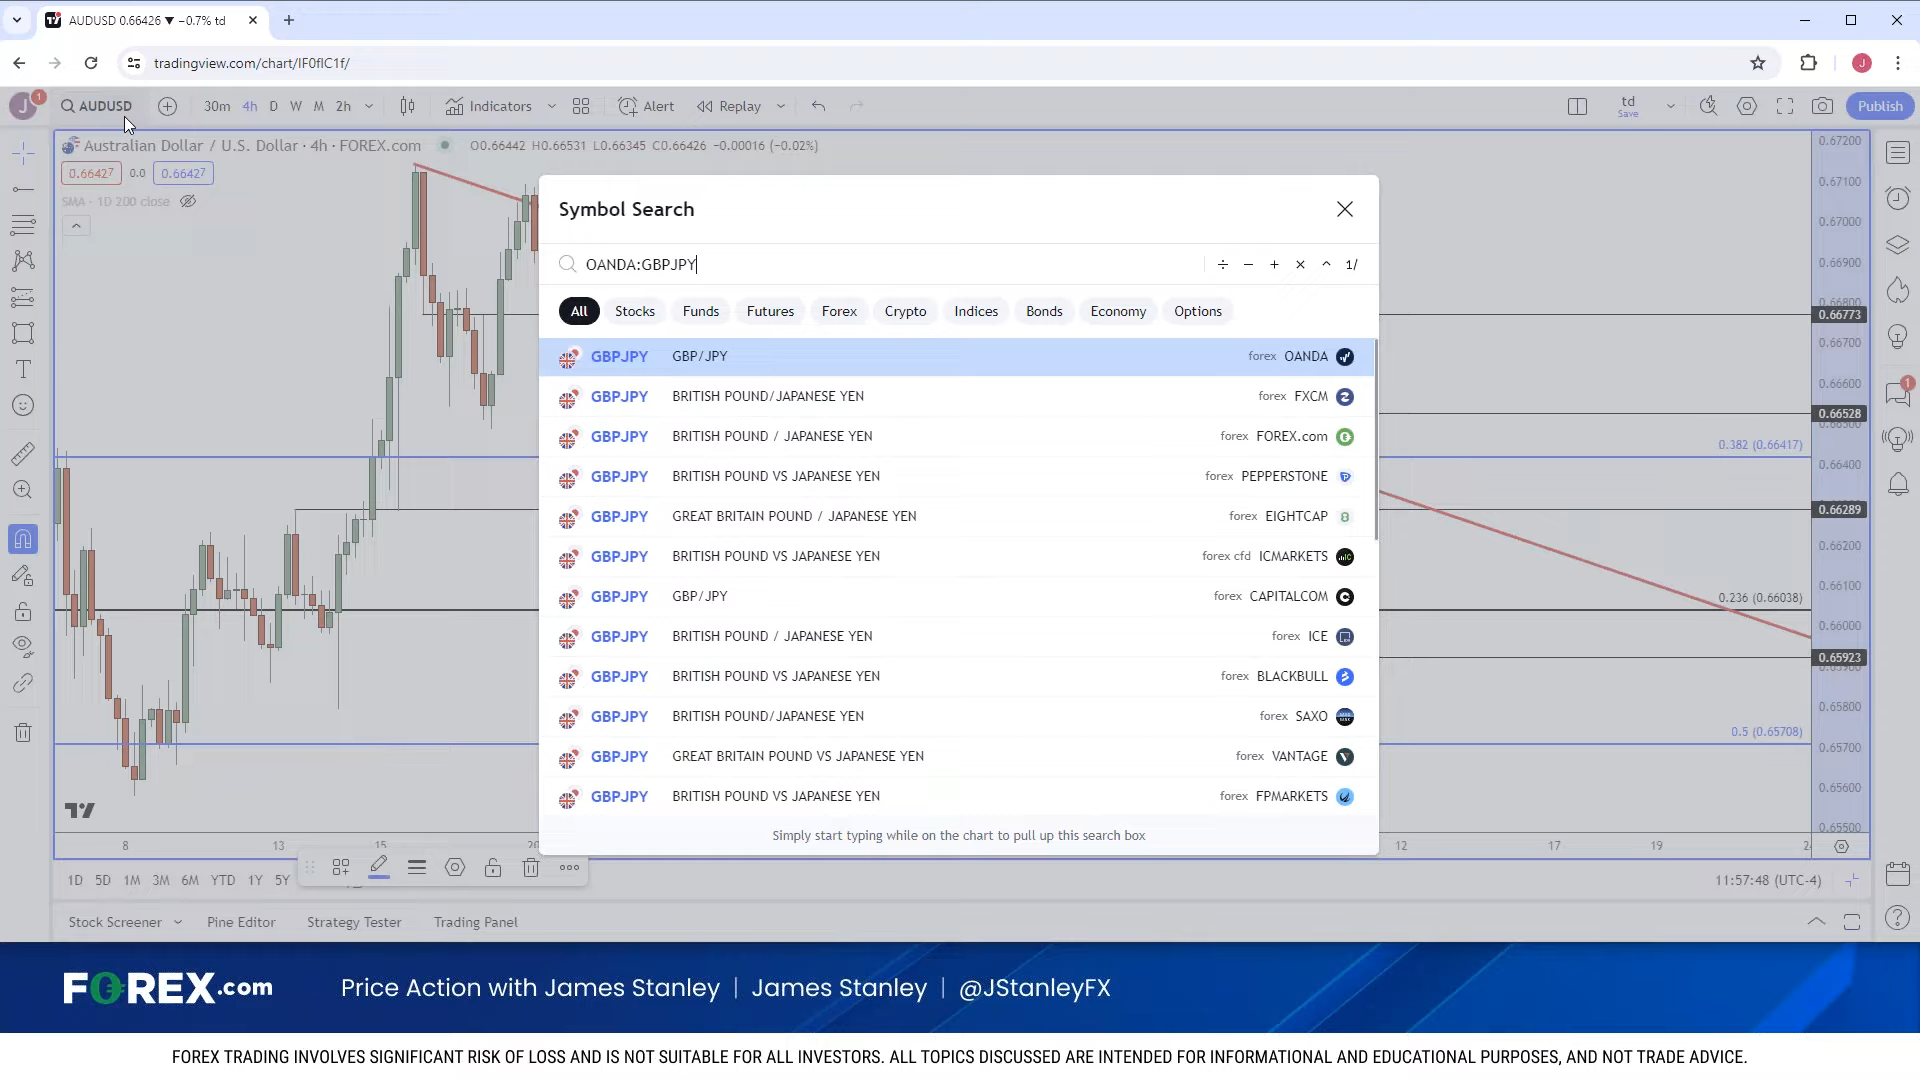 AUDUSD 0.66426 ▼ −0.7% td
tradingview.com/chart/IF0flC1f/
J
J 1
AUDUSD
30m 4h D W M 2h
Indicators
Alert
Replay
td
Save
Publish
Australian Dollar / U.S. Dollar · 4h · FOREX.com
O0.66442 H0.66531 L0.66345 C0.66426 −0.00016 (−0.02%)
0.66427 0.0 0.66427
SMA · 1D 200 close
Symbol Search
OANDA:GBPJPY
÷ − + × ^ 1/
All Stocks Funds Futures Forex Crypto Indices Bonds Economy Options
GBPJPY GBP/JPY forex OANDA
GBPJPY BRITISH POUND/JAPANESE YEN forex FXCM
GBPJPY BRITISH POUND / JAPANESE YEN forex FOREX.com
GBPJPY BRITISH POUND VS JAPANESE YEN forex PEPPERSTONE
GBPJPY GREAT BRITAIN POUND / JAPANESE YEN forex EIGHTCAP
GBPJPY BRITISH POUND VS JAPANESE YEN forex cfd ICMARKETS
GBPJPY GBP/JPY forex CAPITALCOM
GBPJPY BRITISH POUND / JAPANESE YEN forex ICE
GBPJPY BRITISH POUND VS JAPANESE YEN forex BLACKBULL
GBPJPY BRITISH POUND/JAPANESE YEN forex SAXO
GBPJPY GREAT BRITAIN POUND VS JAPANESE YEN forex VANTAGE
GBPJPY BRITISH POUND VS JAPANESE YEN forex FPMARKETS
Simply start typing while on the chart to pull up this search box
0.67200
0.67100
0.67000
0.66900
0.66773
0.66700
0.66600
0.66528
0.382 (0.66417)
0.66400
0.66289
0.66200
0.66100
0.236 (0.66038)
0.66000
0.65923
0.65800
0.5 (0.65708)
0.65700
0.65600
0.65500
1
8 13 15 20 12 17 19
1D 5D 1M 3M 6M YTD 1Y 5Y
11:57:48 (UTC-4)
Stock Screener Pine Editor Strategy Tester Trading Panel
FOREX.com
Price Action with James Stanley | James Stanley | @JStanleyFX
FOREX TRADING INVOLVES SIGNIFICANT RISK OF LOSS AND IS NOT SUITABLE FOR ALL INVESTORS. ALL TOPICS DISCUSSED ARE INTENDED FOR INFORMATIONAL AND EDUCATIONAL PURPOSES, AND NOT TRADE ADVICE.